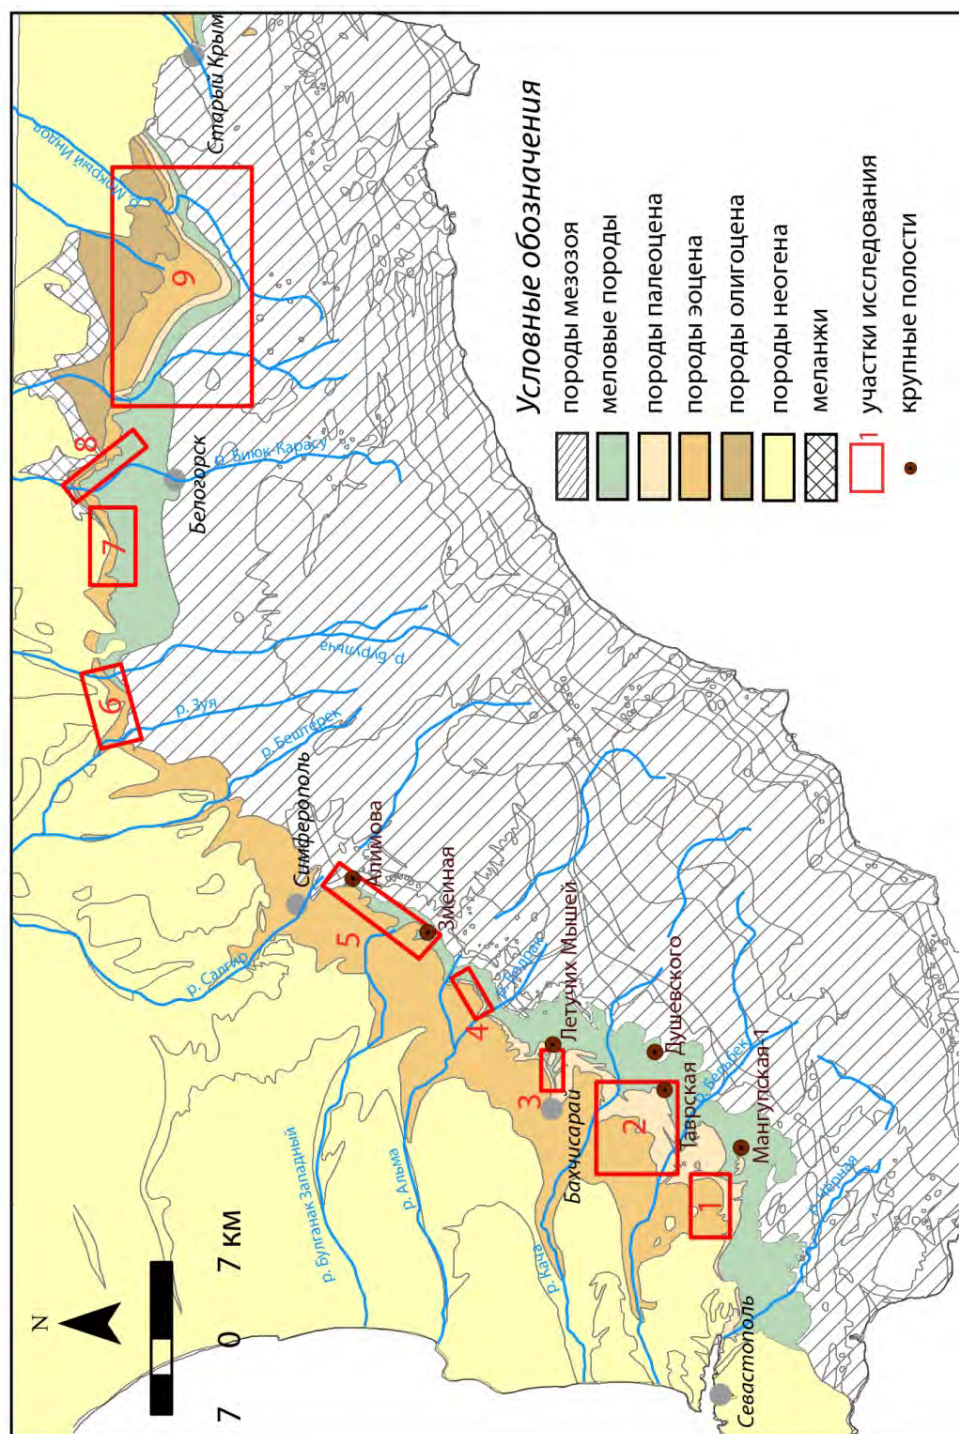 Условные обозначения
породы мезозоя
меловые породы
породы палеоцена
породы эоцена
породы олигоцена
породы неогена
меланжи
1
участки исследования
крупные полости
N
7
0
7 км
Севастополь
Бахчисарай
Симферополь
Белогорск
Старый Крым
р. Булганак Западный
р. Альма
р. Кача
р. Бельбек
р. Черная
р. Бодрак
р. Салгир
р. Бештерек
р. Зуя
р. Бурульча
р. Биюк-Карасу
р. Мокрый Индол
Мангупская-1
Таврская
Душевского
Летучих Мышей
Змеиная
Алимова
1
2
3
4
5
6
7
8
9